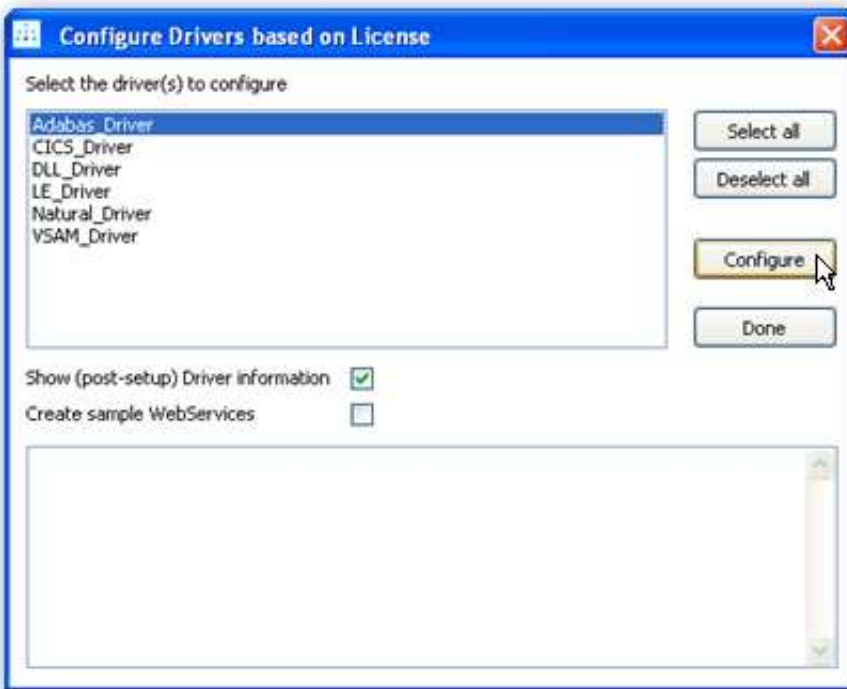 Configure Drivers based on License
Select the driver(s) to configure
Adabas_Driver
CICS_Driver
DLL_Driver
LE_Driver
Natural_Driver
VSAM_Driver
Select all
Deselect all
Configure
Done
Show (post-setup) Driver information
Create sample WebServices